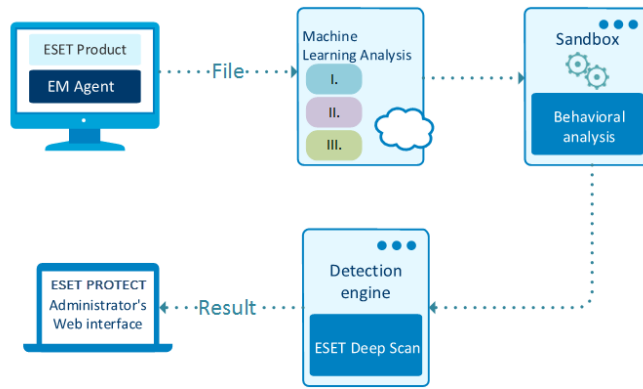 ESET Product
EM Agent
File
Machine
Learning Analysis
I.
II.
III.
Sandbox
Behavioral
analysis
Detection
engine
ESET Deep Scan
Result
ESET PROTECT
Administrator's
Web interface